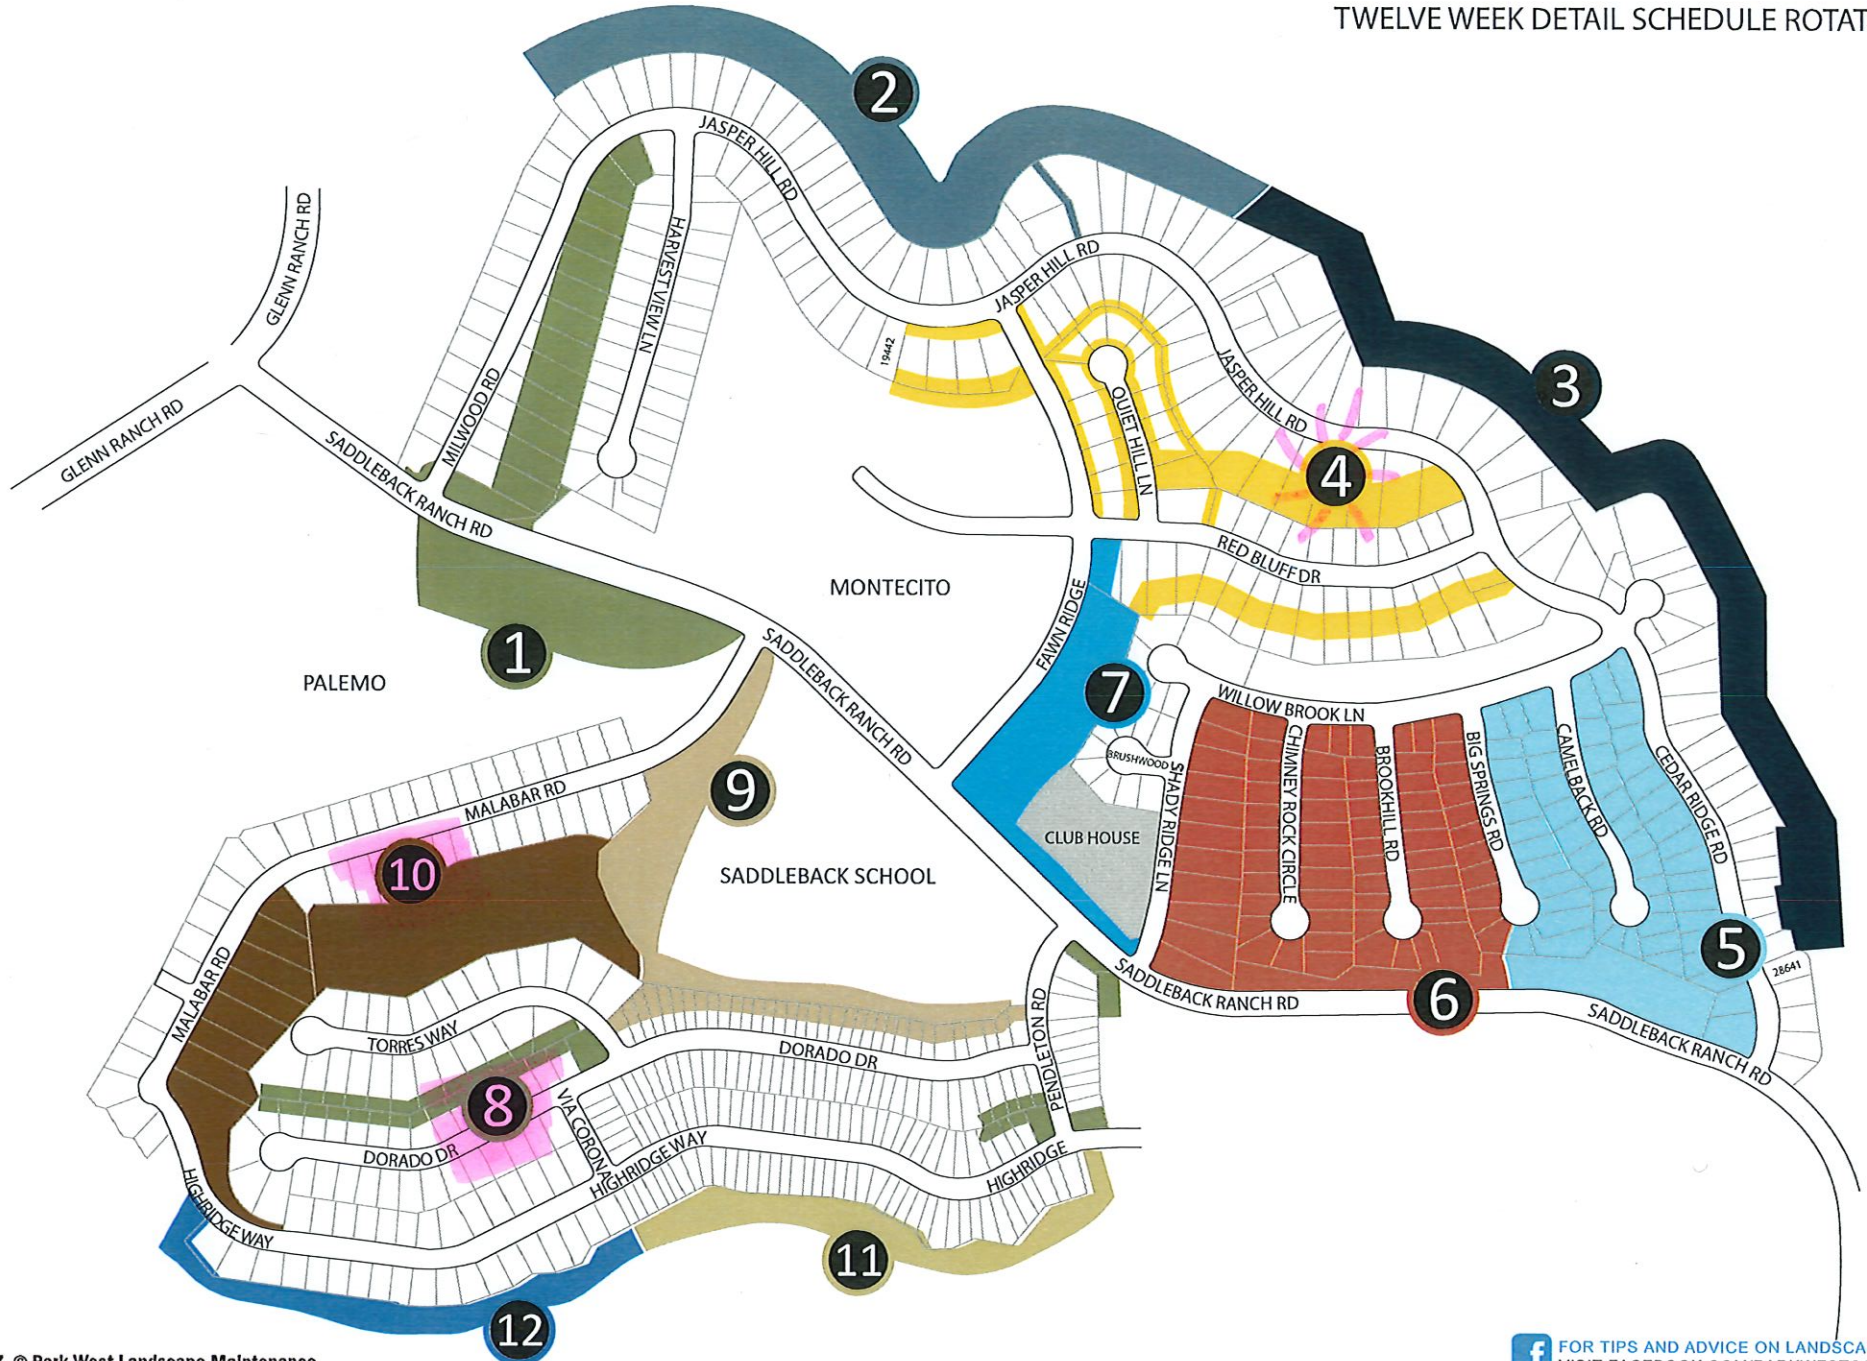 TWELVE WEEK DETAIL SCHEDULE ROTAT
2
JASPER HILL RD
GLENN RANCH RD
HARVEST VIEW LN
JASPER HILL RD
19442
3
MILWOOD RD
JASPER HILL RD
QUIET HILL LN
GLENN RANCH RD
SADDLEBACK RANCH RD
4
RED BLUFF DR
MONTECITO
FAWN RIDGE
1
PALEMO
SADDLEBACK RANCH RD
7
WILLOW BROOK LN
BRUSHWOOD
SHADY RIDGE LN
CHIMNEY ROCK CIRCLE
BROOKHILL RD
BIG SPRINGS RD
CAMELBACK RD
CEDAR RIDGE RD
9
MALABAR RD
CLUB HOUSE
10
SADDLEBACK SCHOOL
5
28641
MALABAR RD
SADDLEBACK RANCH RD
6
SADDLEBACK RANCH RD
TORRES WAY
DORADO DR
PENDLETON RD
8
VIA CORONA
DORADO DR
HIGHRIDGE WAY
HIGHRIDGE
HIGHRIDGE WAY
11
12
© Park West Landscape Maintenance
f
FOR TIPS AND ADVICE ON LANDSCA